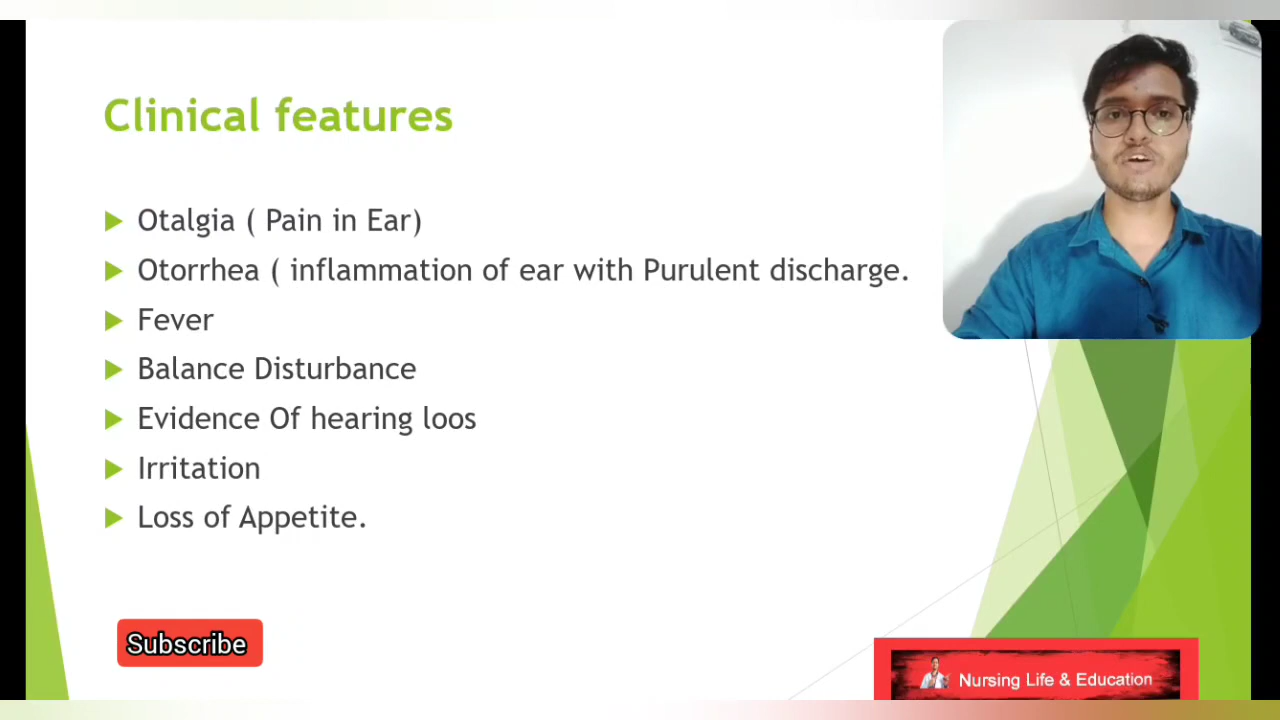 Clinical features
Otalgia ( Pain in Ear)
Otorrhea ( inflammation of ear with Purulent discharge.
Fever
Balance Disturbance
Evidence Of hearing loos
Irritation
Loss of Appetite.
Subscribe
Nursing Life & Education